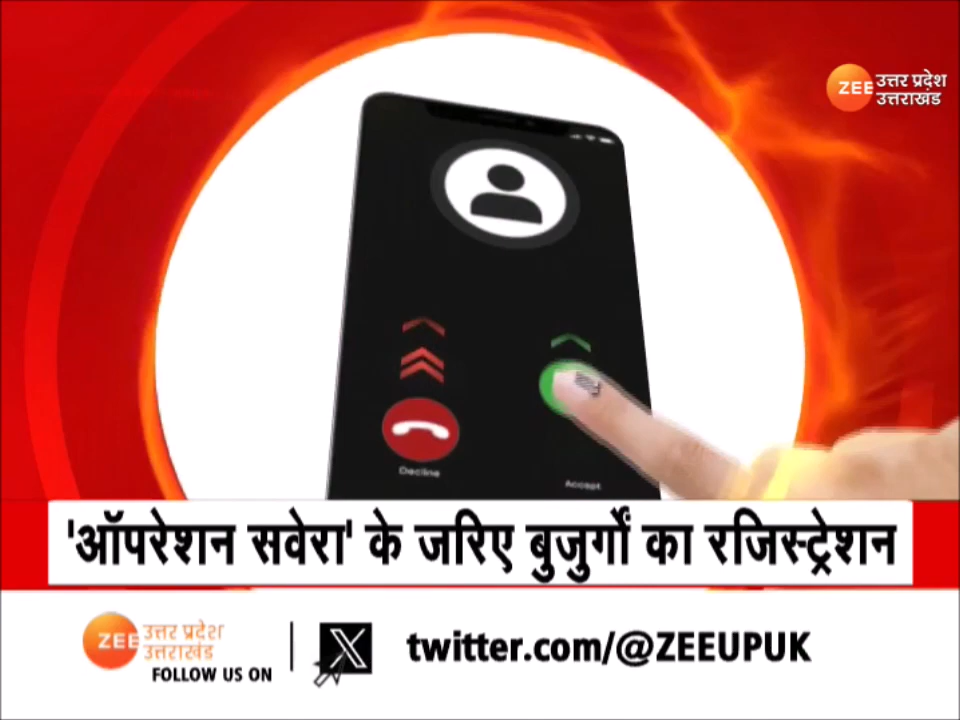 ZEE उत्तर प्रदेश
उत्तराखंड
Decline
Accept
'ऑपरेशन सवेरा' के जरिए बुजुर्गों का रजिस्ट्रेशन
ZEE उत्तर प्रदेश
उत्तराखंड
FOLLOW US ON
twitter.com/@ZEEUPUK